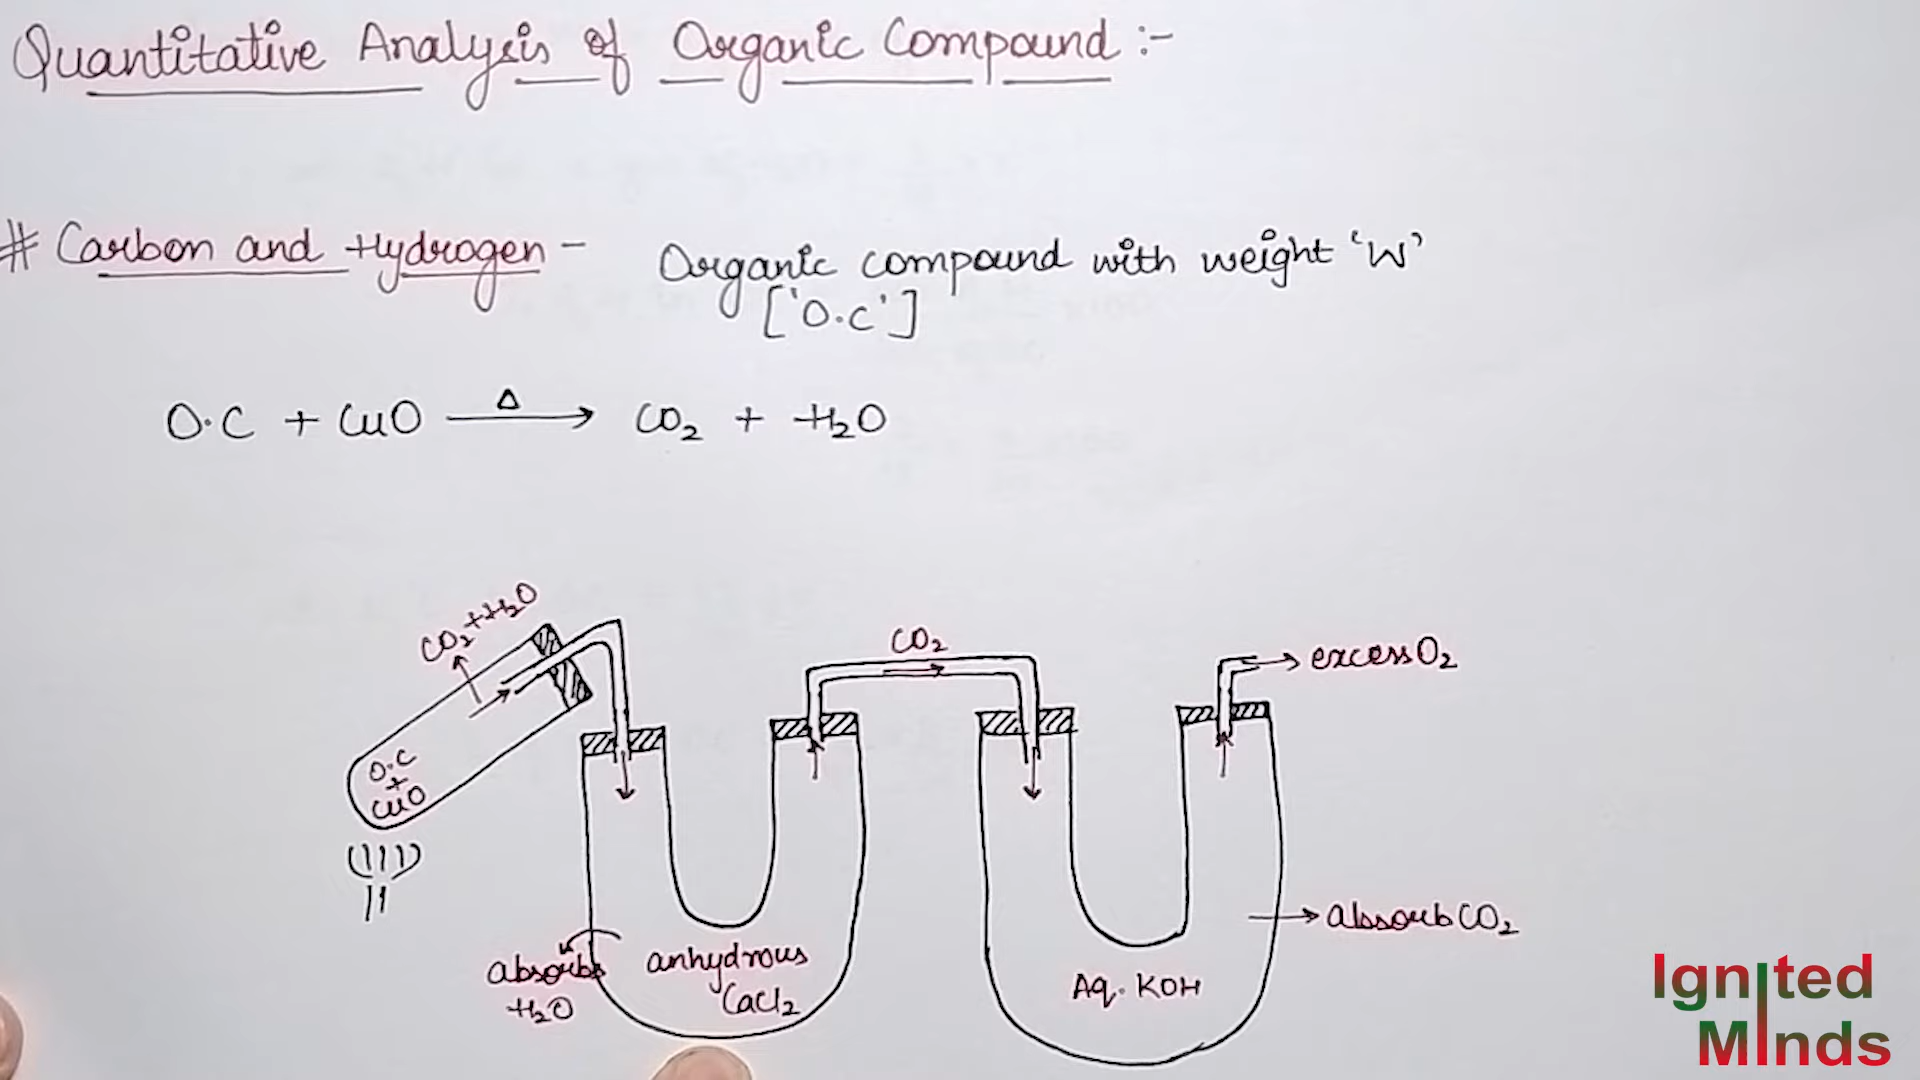 Quantitative Analysis of Organic Compound :-
# Carbon and Hydrogen - Organic compound with weight 'W'
['O.C']
O.C + CuO Δ→ CO₂ + H₂O
CO₂+H₂O
CO₂
→ excess O₂
O.C
+
CuO
→ absorb CO₂
absorbs
H₂O
anhydrous
CaCl₂
Aq. KOH
Ignited
Minds